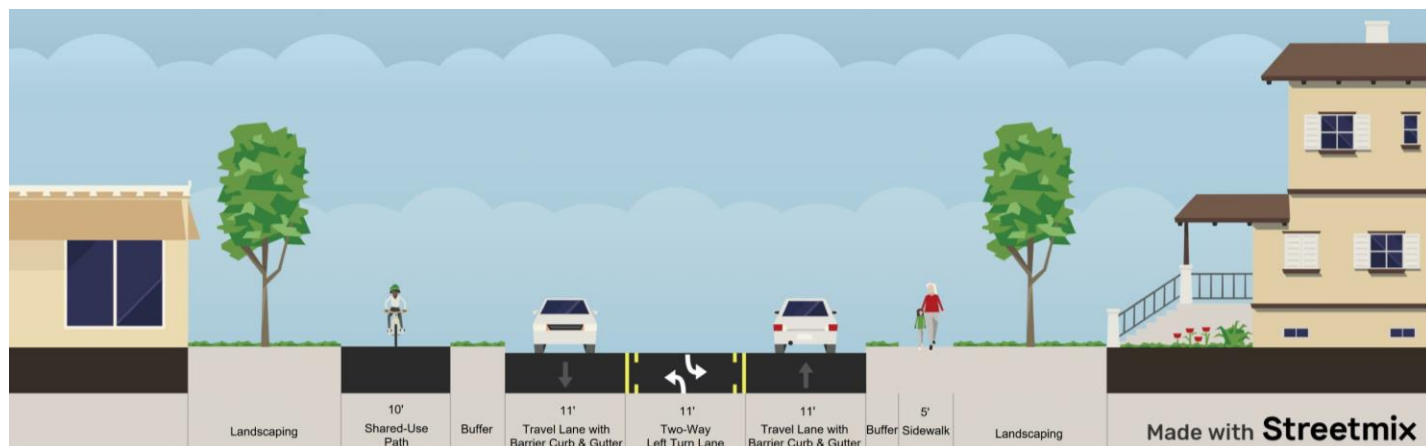 Landscaping
10'
Shared-Use
Path
Buffer
11'
Travel Lane with
Barrier Curb & Gutter
11'
Two-Way
Left Turn Lane
11'
Travel Lane with
Barrier Curb & Gutter
Buffer
5'
Sidewalk
Landscaping
Made with Streetmix